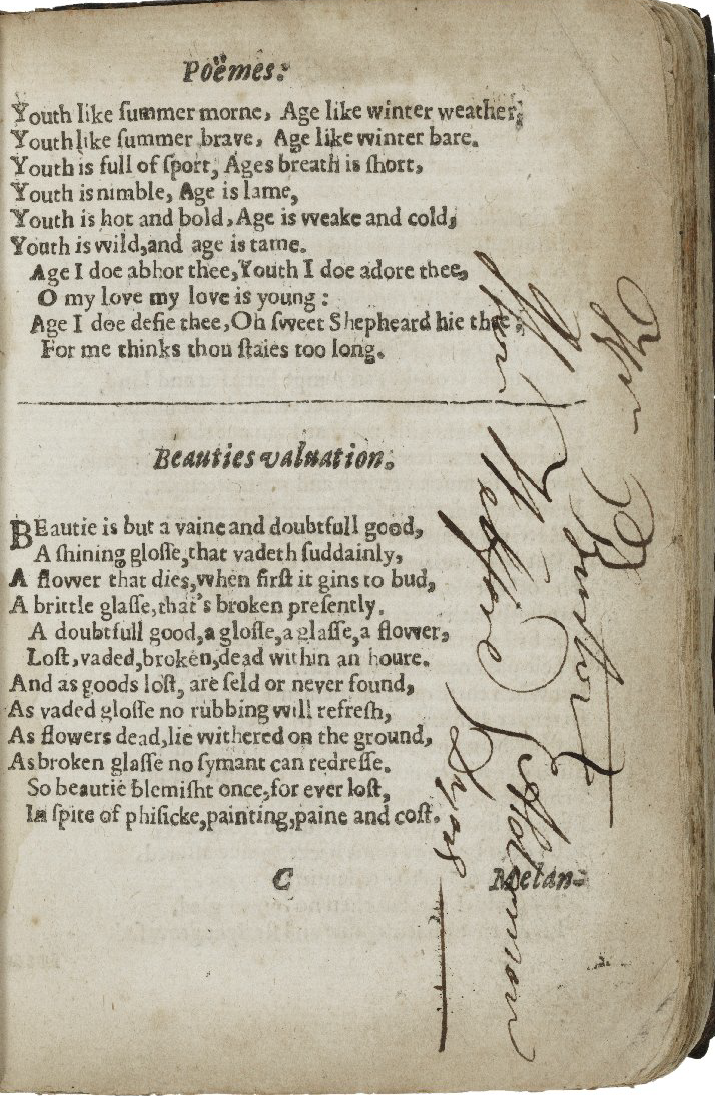 Poëmes:
Youth like ſummer morne, Age like winter weather,
Youth like ſummer brave, Age like winter bare.
Youth is full of ſport, Ages breath is ſhort,
Youth is nimble, Age is lame,
Youth is hot and bold, Age is weake and cold,
Youth is wild, and age is tame.
Age I doe abhor thee, Youth I doe adore thee,
O my love my love is young:
Age I doe defie thee, Oh ſweet Shepheard hie thee,
For me thinks thou ſtaies too long.
Beauties valuation.
BEautie is but a vaine and doubtfull good,
A ſhining gloſſe, that vadeth ſuddainly,
A flower that dies, when firſt it gins to bud,
A brittle glaſſe, that's broken preſently.
A doubtfull good, a gloſſe, a glaſſe, a flower,
Loſt, vaded, broken, dead within an houre.
And as goods loſt, are ſeld or never found,
As vaded gloſſe no rubbing will refreſh,
As flowers dead, lie withered on the ground,
As broken glaſſe no ſymant can redreſſe.
So beautie blemiſht once, for ever loſt,
In ſpite of phiſicke, painting, paine and coſt.
C
Melan-